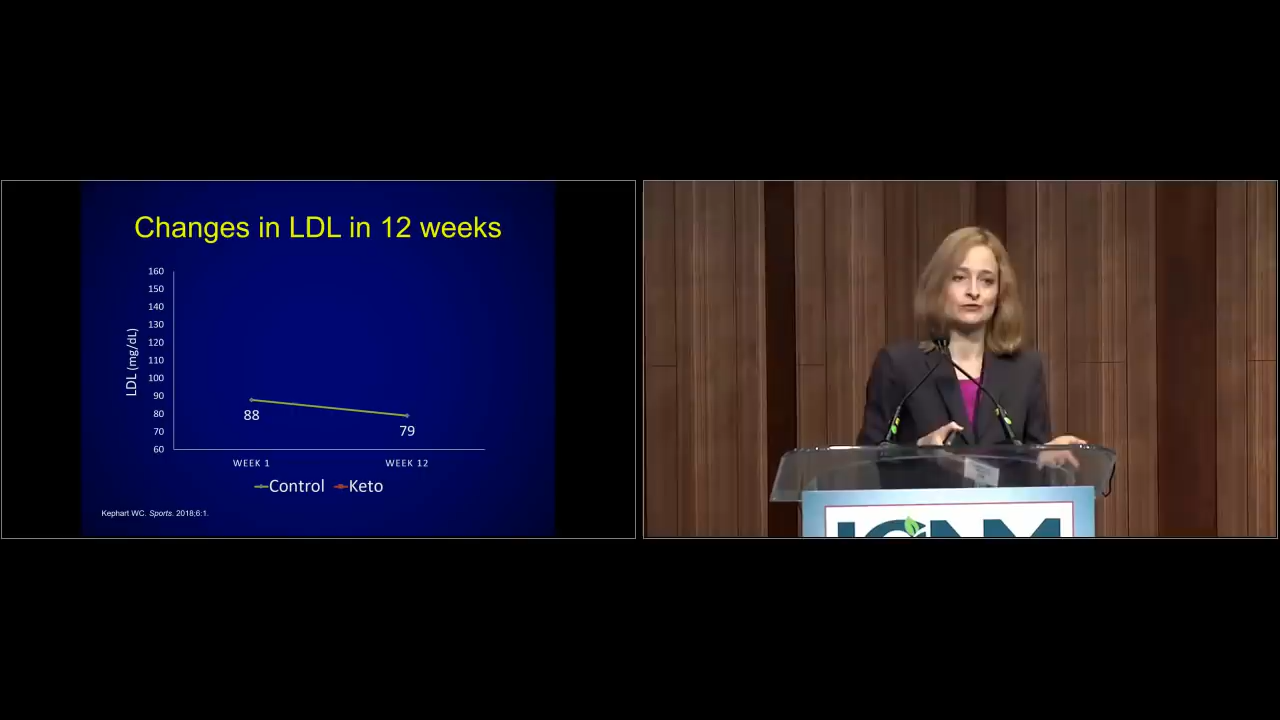 Changes in LDL in 12 weeks
LDL (mg/dL)
160
150
140
130
120
110
100
90
80
70
60
88
79
WEEK 1 WEEK 12
Control Keto
Kephart WC. Sports. 2018;6:1.
ICNM